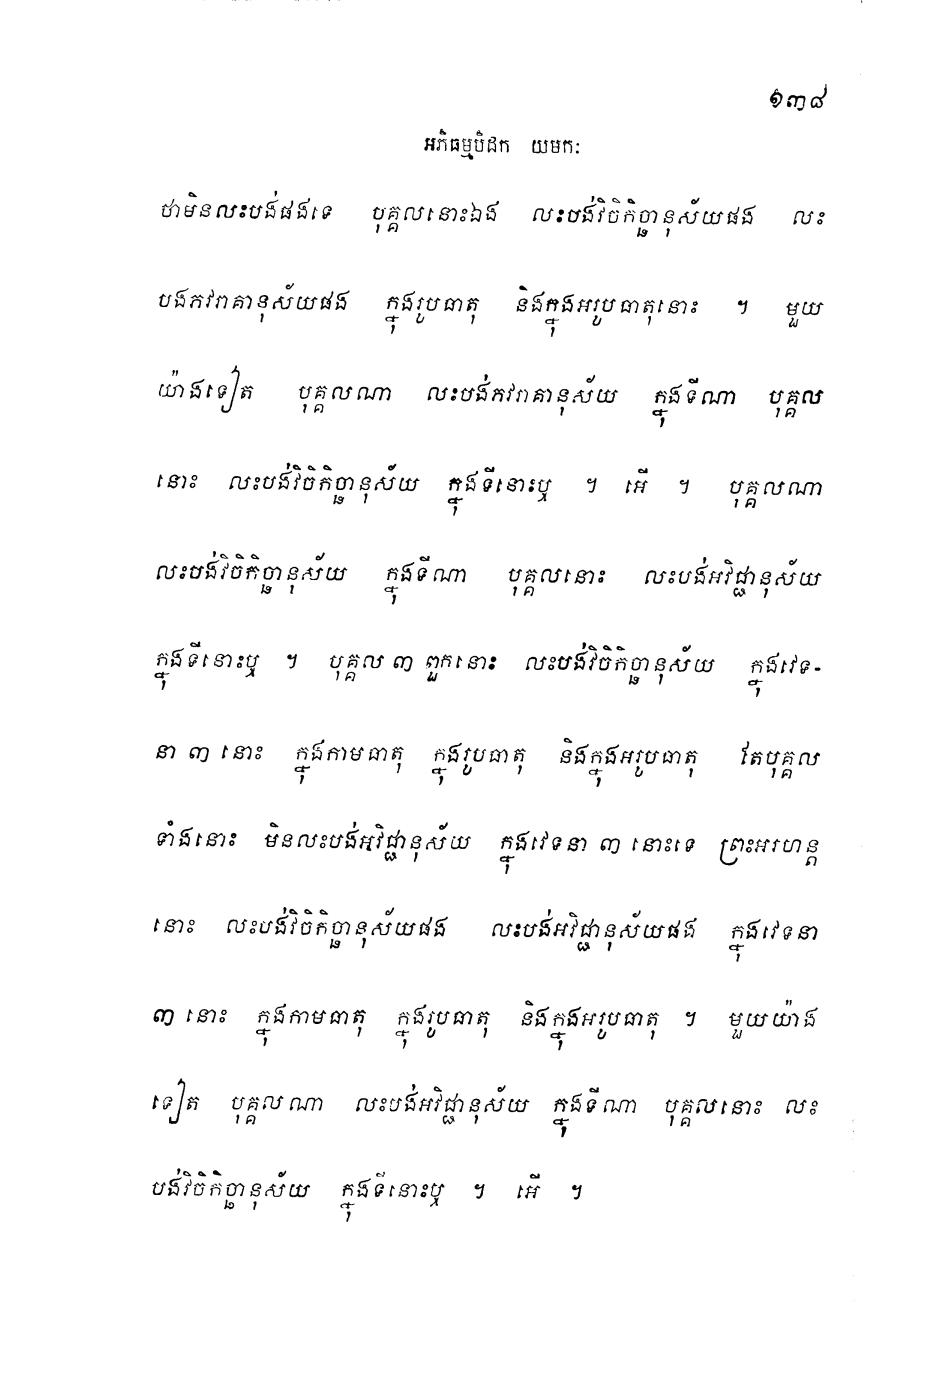 ១៣៨
អភិធម្មបិដក យមកៈ
ថាមិនលះបង់ផងទេ បុគ្គលនោះឯង លះបង់វិចិកិច្ឆានុស័យផង លះ
បងភវរាគានុស័យផង ក្នុងរូបធាតុ និងក្នុងអរូបធាតុនោះ ។ មួយ
យ៉ាងទៀត បុគ្គលណា លះបង់ភវរាគានុស័យ ក្នុងទីណា បុគ្គល
នោះ លះបង់វិចិកិច្ឆានុស័យ ក្នុងទីនោះឬ ។ អើ ។ បុគ្គលណា
លះបង់វិចិកិច្ឆានុស័យ ក្នុងទីណា បុគ្គលនោះ លះបង់អវិជ្ជានុស័យ
ក្នុងទីនោះឬ ។ បុគ្គល ៣ ពួកនោះ លះបង់វិចិកិច្ឆានុស័យ ក្នុងវេទ-
នា ៣ នោះ ក្នុងកាមធាតុ ក្នុងរូបធាតុ និងក្នុងអរូបធាតុ តែបុគ្គល
ទាំងនោះ មិនលះបង់អវិជ្ជានុស័យ ក្នុងវេទនា ៣ នោះទេ ព្រះអរហន្ត
នោះ លះបង់វិចិកិច្ឆានុស័យផង លះបង់អវិជ្ជានុស័យផង ក្នុងវេទនា
៣ នោះ ក្នុងកាមធាតុ ក្នុងរូបធាតុ និងក្នុងអរូបធាតុ ។ មួយយ៉ាង
ទៀត បុគ្គលណា លះបង់អវិជ្ជានុស័យ ក្នុងទីណា បុគ្គលនោះ លះ
បង់វិចិកិច្ឆានុស័យ ក្នុងទីនោះឬ ។ អើ ។